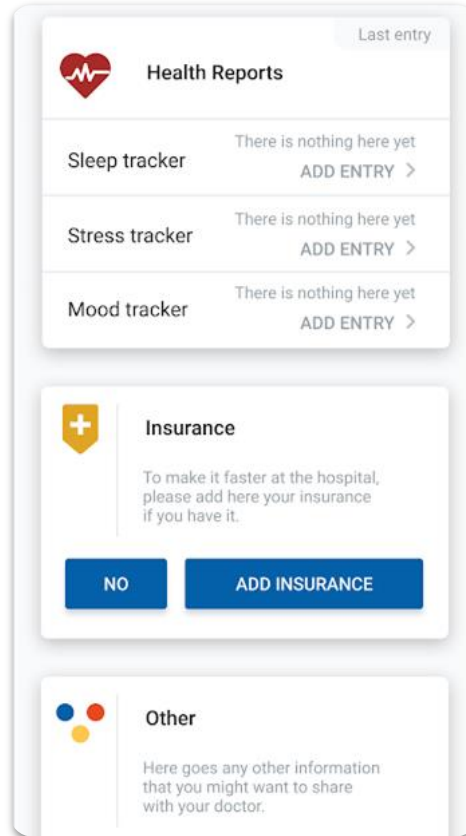 Last entry
Health Reports
Sleep tracker
There is nothing here yet
ADD ENTRY >
Stress tracker
There is nothing here yet
ADD ENTRY >
Mood tracker
There is nothing here yet
ADD ENTRY >
Insurance
To make it faster at the hospital,
please add here your insurance
if you have it.
NO
ADD INSURANCE
Other
Here goes any other information
that you might want to share
with your doctor.